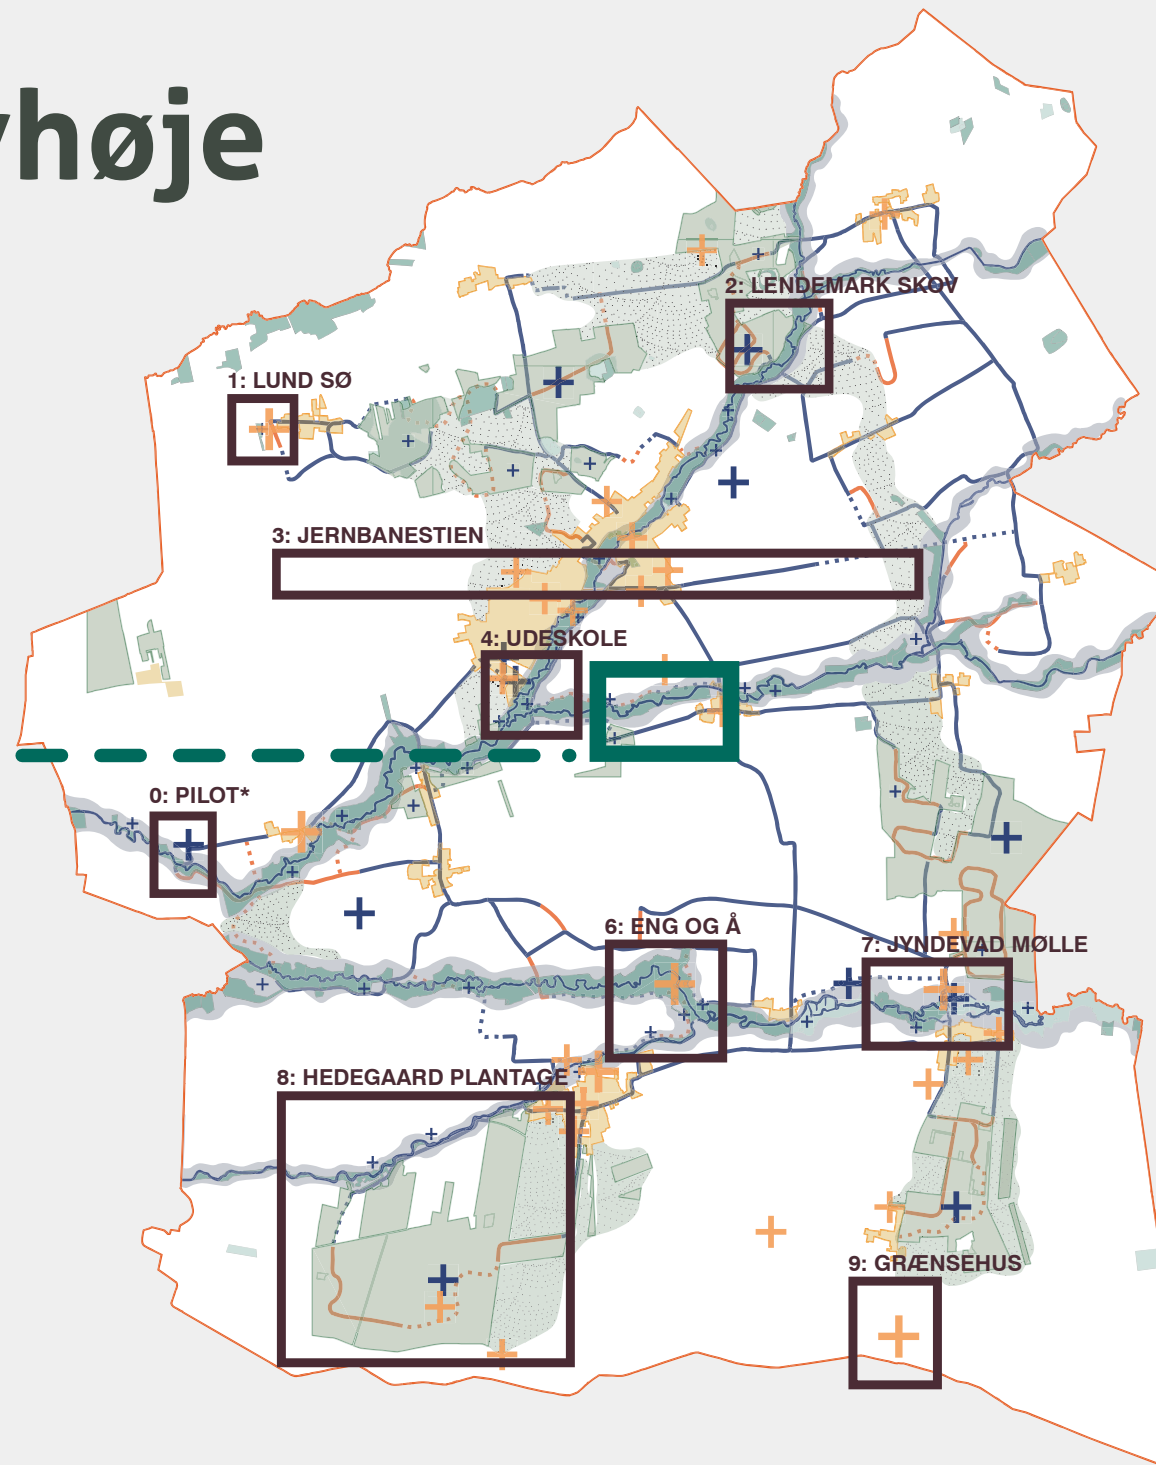 høje
2: LENDEMARK SKOV
1: LUND SØ
3: JERNBANESTIEN
4: UDESKOLE
0: PILOT*
6: ENG OG Å
7: JYNDEVAD MØLLE
8: HEDEGAARD PLANTAGE
9: GRÆNSEHUS